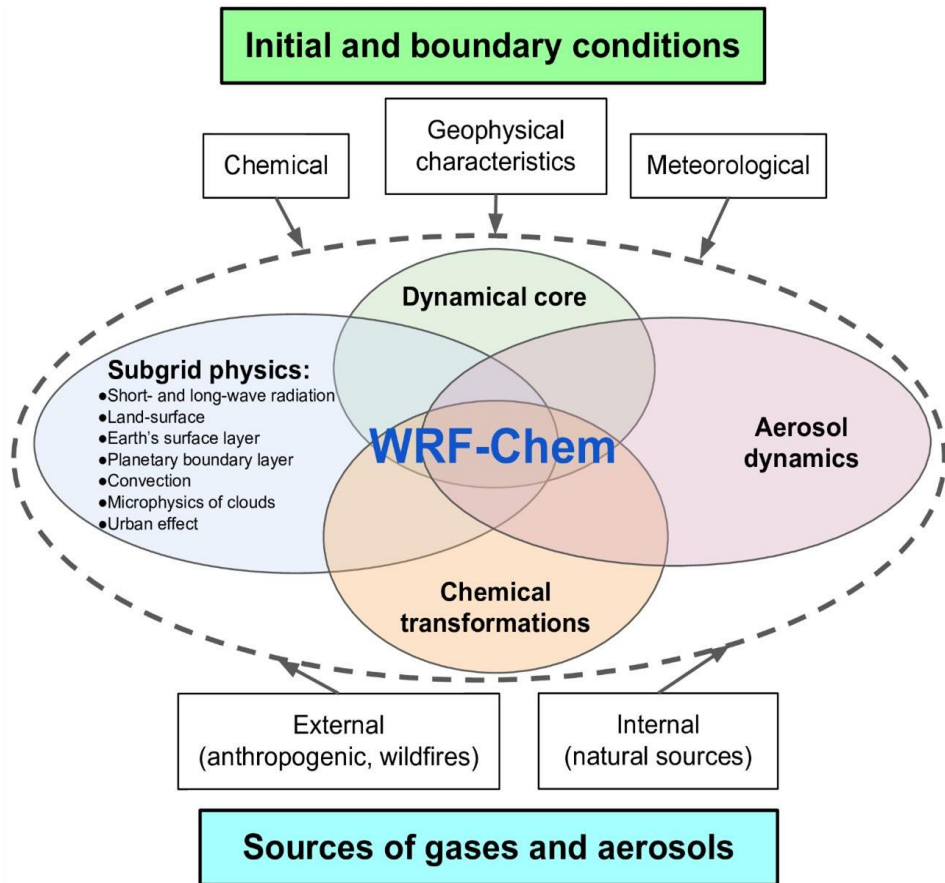 Initial and boundary conditions
Chemical
Geophysical
characteristics
Meteorological
Dynamical core
Subgrid physics:
●Short- and long-wave radiation
●Land-surface
●Earth's surface layer
●Planetary boundary layer
●Convection
●Microphysics of clouds
●Urban effect
WRF-Chem
Aerosol
dynamics
Chemical
transformations
External
(anthropogenic, wildfires)
Internal
(natural sources)
Sources of gases and aerosols